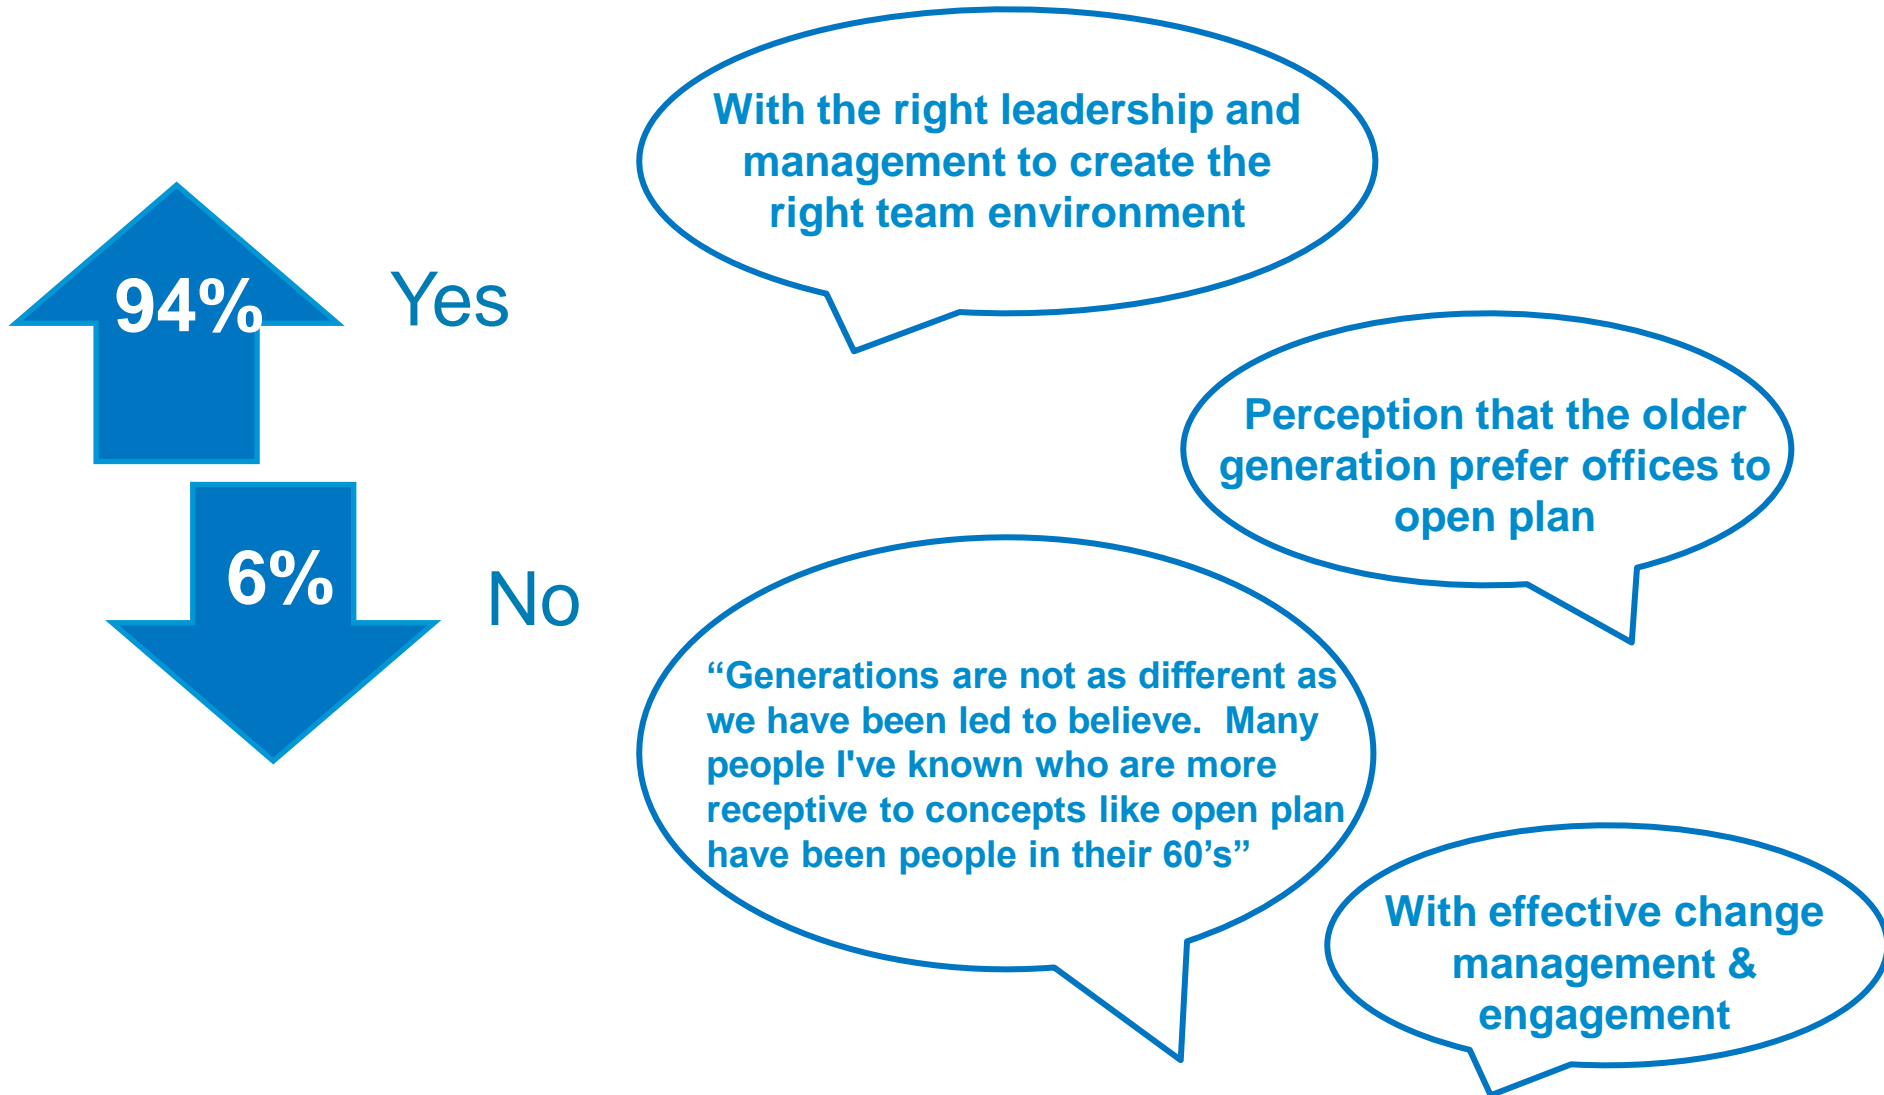 With the right leadership and
management to create the
right team environment
94%
Yes
Perception that the older
generation prefer offices to
open plan
6%
No
“Generations are not as different as
we have been led to believe.  Many
people I've known who are more
receptive to concepts like open plan
have been people in their 60’s”
With effective change
management &
engagement